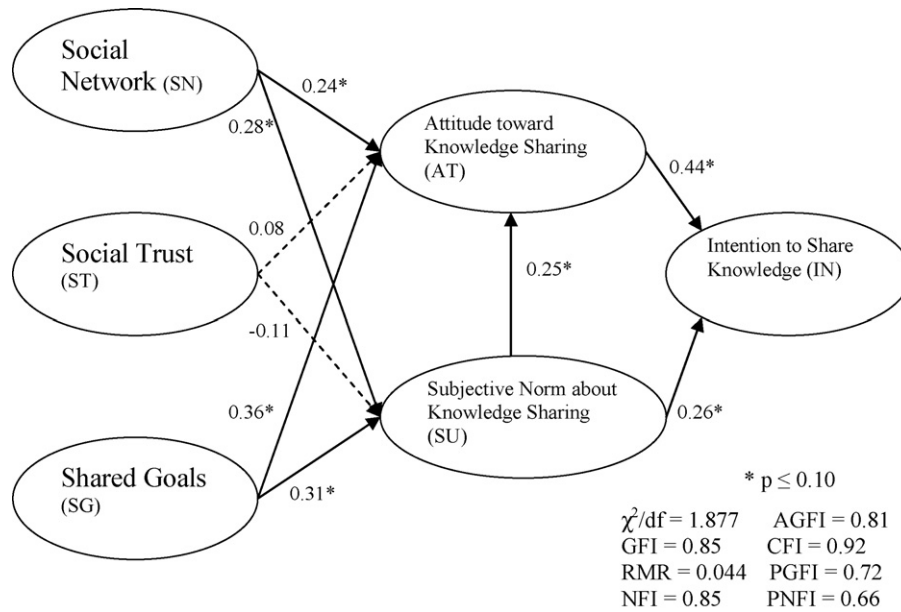 Social
Network (SN)
0.24*
0.28*
Attitude toward
Knowledge Sharing
(AT)
0.44*
Social Trust
(ST)
0.08
-0.11
0.25*
Intention to Share
Knowledge (IN)
Subjective Norm about
Knowledge Sharing
(SU)
0.36*
0.26*
Shared Goals
(SG)
0.31*
* p ≤ 0.10
χ²/df = 1.877 AGFI = 0.81
GFI = 0.85 CFI = 0.92
RMR = 0.044 PGFI = 0.72
NFI = 0.85 PNFI = 0.66